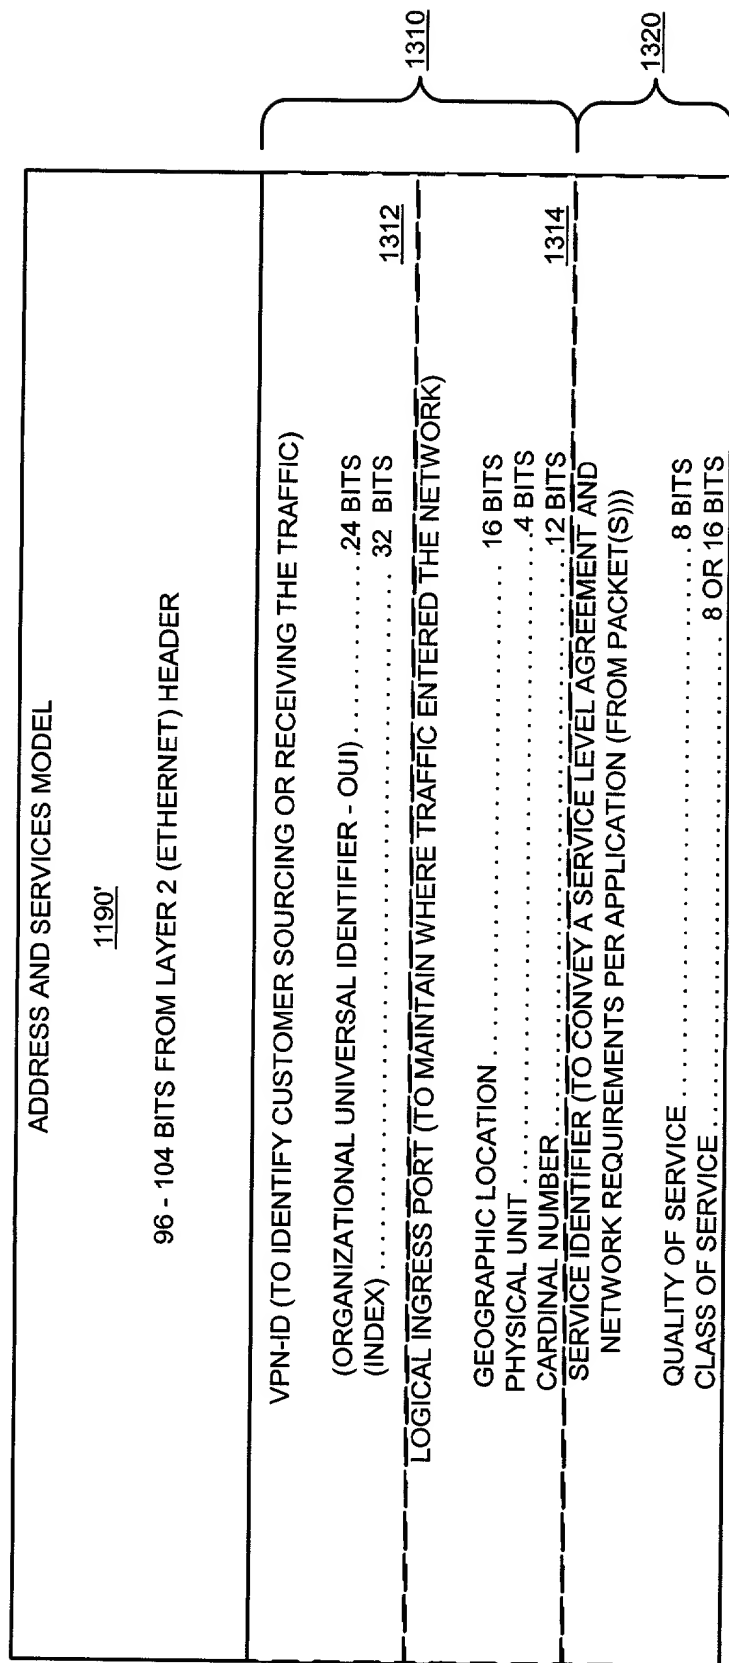 ADDRESS AND SERVICES MODEL
1190'
96 - 104 BITS FROM LAYER 2 (ETHERNET) HEADER
VPN-ID (TO IDENTIFY CUSTOMER SOURCING OR RECEIVING THE TRAFFIC)
(ORGANIZATIONAL UNIVERSAL IDENTIFIER - OUI)..................24 BITS
(INDEX)..................32 BITS
1312
LOGICAL INGRESS PORT (TO MAINTAIN WHERE TRAFFIC ENTERED THE NETWORK)
GEOGRAPHIC LOCATION..................16 BITS
PHYSICAL UNIT..................4 BITS
CARDINAL NUMBER..................12 BITS
1314
1310
SERVICE IDENTIFIER (TO CONVEY A SERVICE LEVEL AGREEMENT AND
NETWORK REQUIREMENTS PER APPLICATION (FROM PACKET(S)))
QUALITY OF SERVICE..................8 BITS
CLASS OF SERVICE..................8 OR 16 BITS
1320